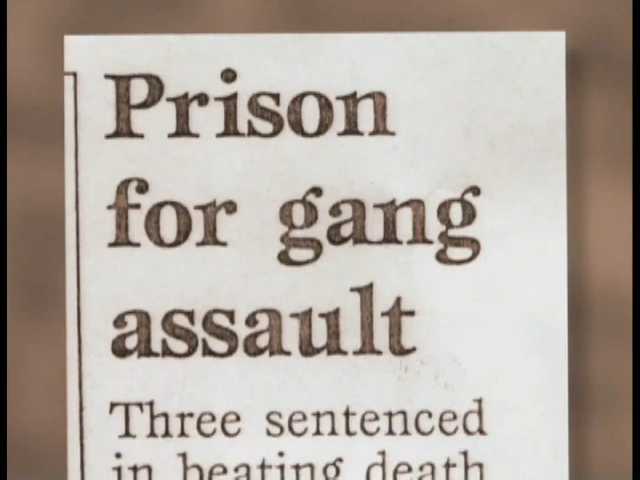 Prison
for gang
assault
Three sentenced
in beating death